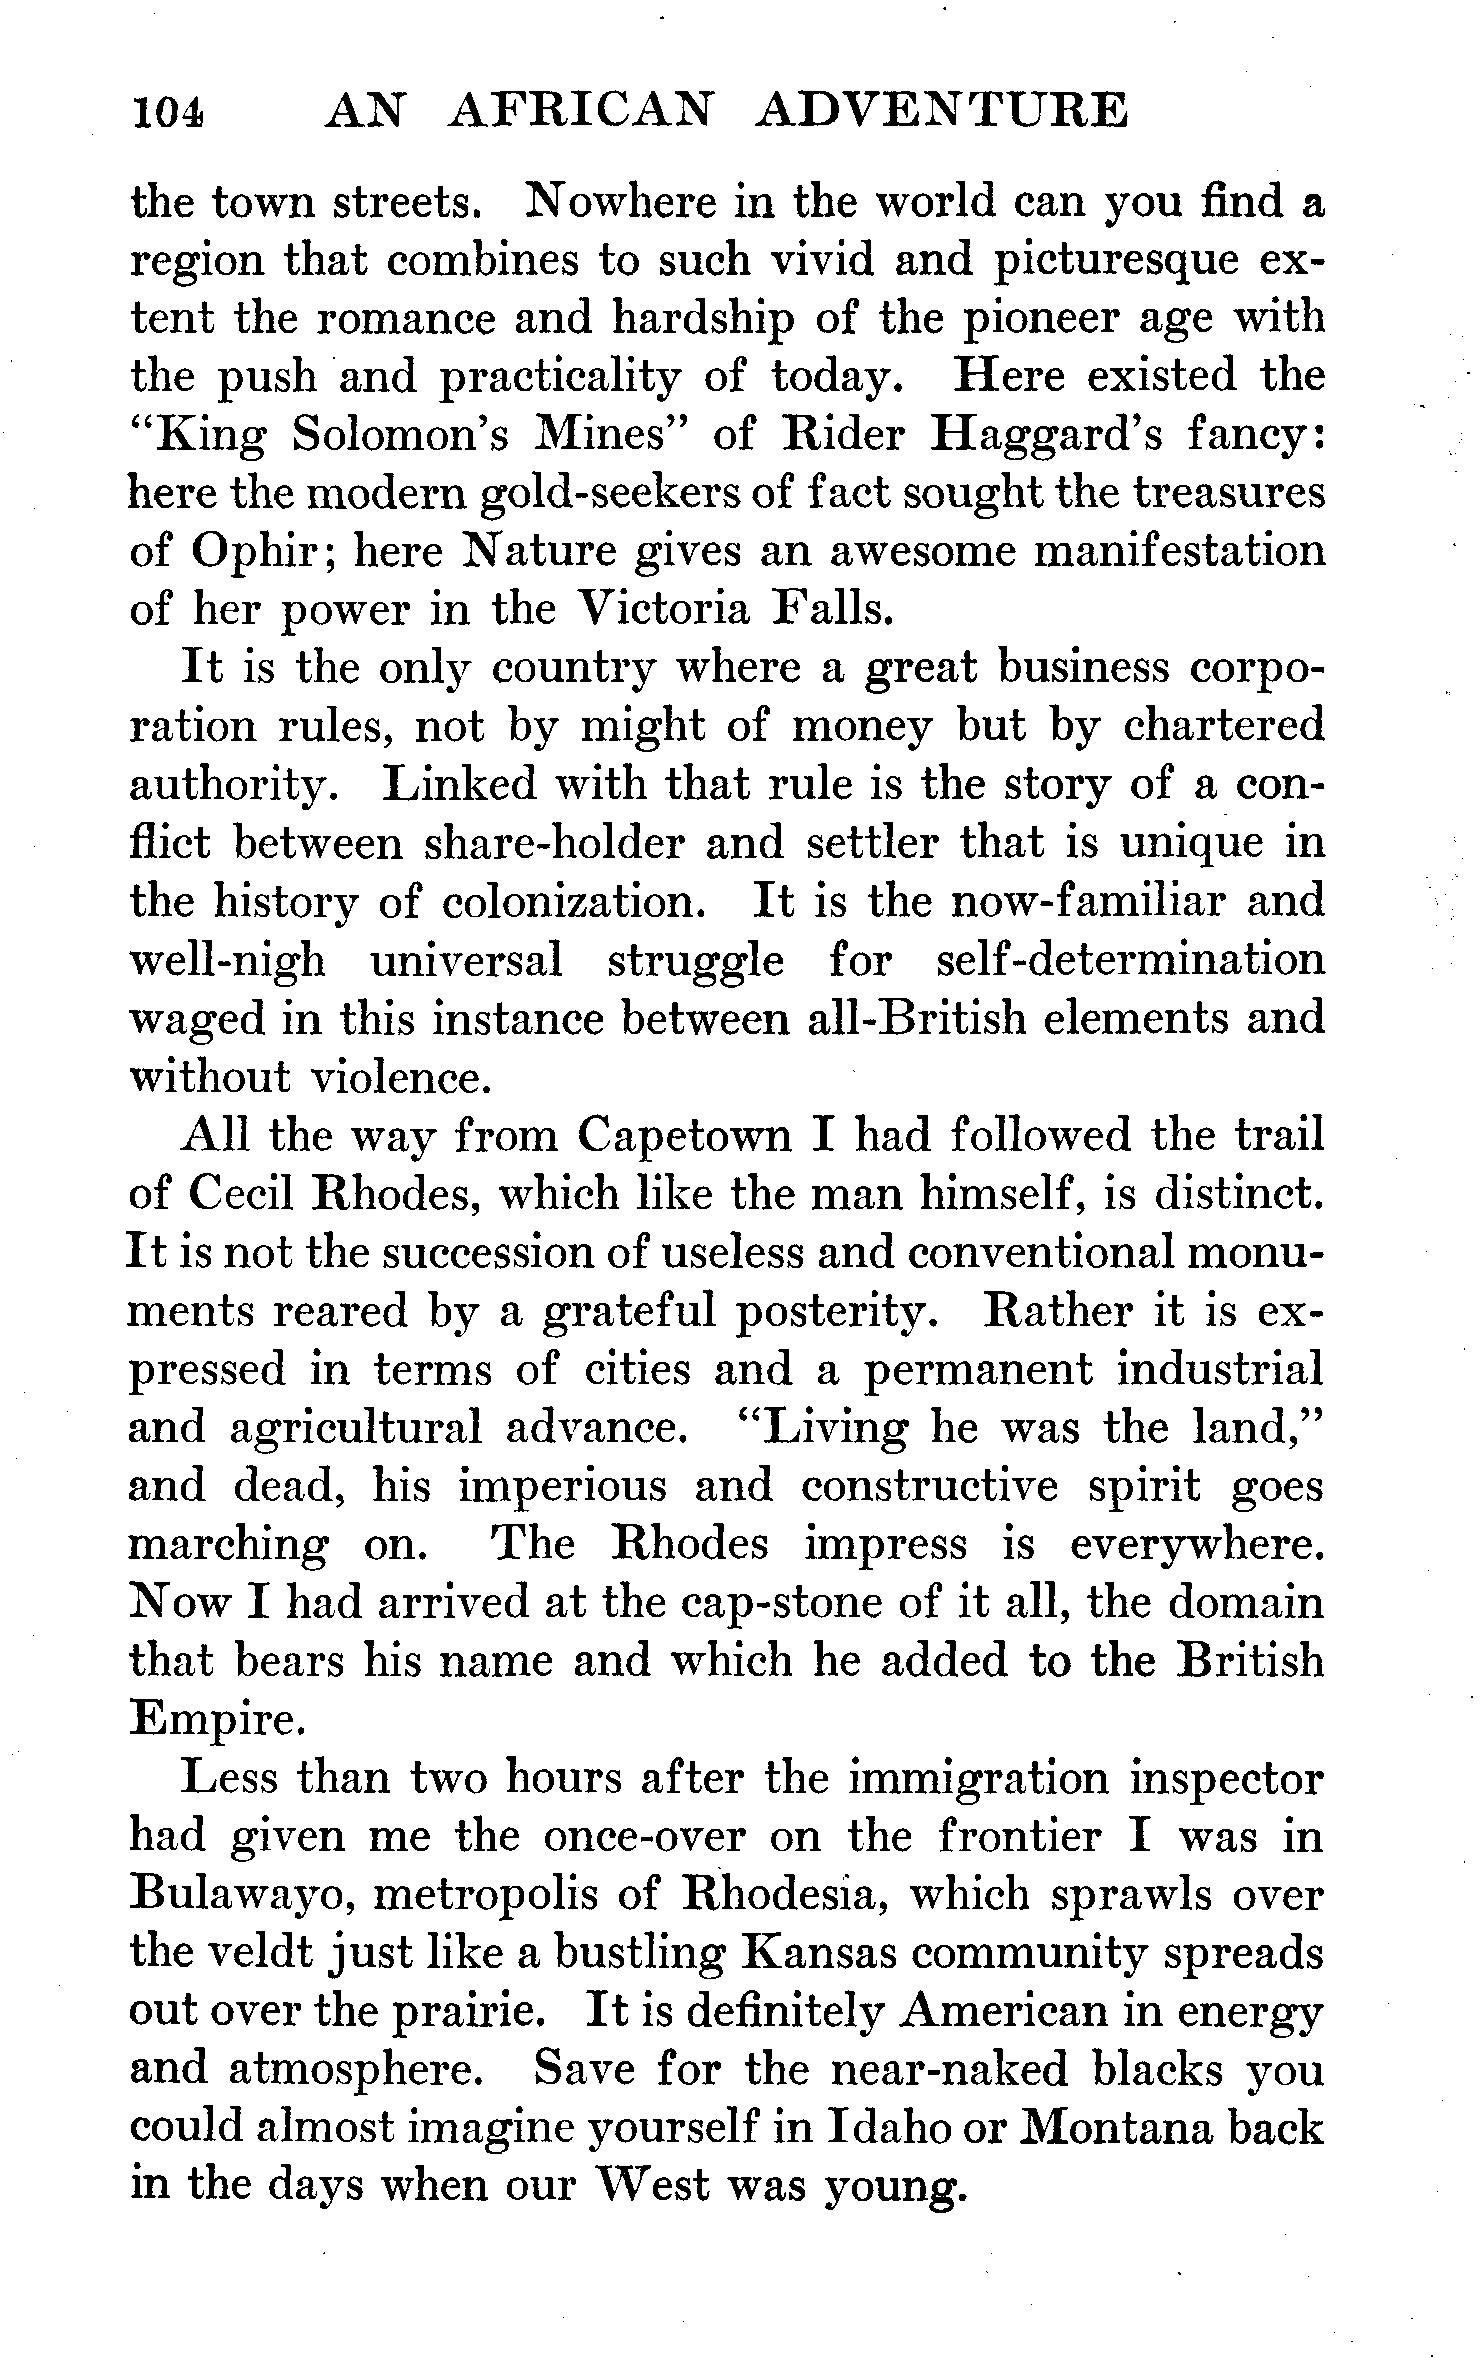 104 AN AFRICAN ADVENTURE
the town streets. Nowhere in the world can you find a
region that combines to such vivid and picturesque ex-
tent the romance and hardship of the pioneer age with
the push and practicality of today. Here existed the
“King Solomon’s Mines” of Rider Haggard’s fancy:
here the modern gold-seekers of fact sought the treasures
of Ophir; here Nature gives an awesome manifestation
of her power in the Victoria Falls.
It is the only country where a great business corpo-
ration rules, not by might of money but by chartered
authority. Linked with that rule is the story of a con-
flict between share-holder and settler that is unique in
the history of colonization. It is the now-familiar and
well-nigh universal struggle for self-determination
waged in this instance between all-British elements and
without violence.
All the way from Capetown I had followed the trail
of Cecil Rhodes, which like the man himself, is distinct.
It is not the succession of useless and conventional monu-
ments reared by a grateful posterity. Rather it is ex-
pressed in terms of cities and a permanent industrial
and agricultural advance. “Living he was the land,”
and dead, his imperious and constructive spirit goes
marching on. The Rhodes impress is everywhere.
Now I had arrived at the cap-stone of it all, the domain
that bears his name and which he added to the British
Empire.
Less than two hours after the immigration inspector
had given me the once-over on the frontier I was in
Bulawayo, metropolis of Rhodesia, which sprawls over
the veldt just like a bustling Kansas community spreads
out over the prairie. It is definitely American in energy
and atmosphere. Save for the near-naked blacks you
could almost imagine yourself in Idaho or Montana back
in the days when our West was young.